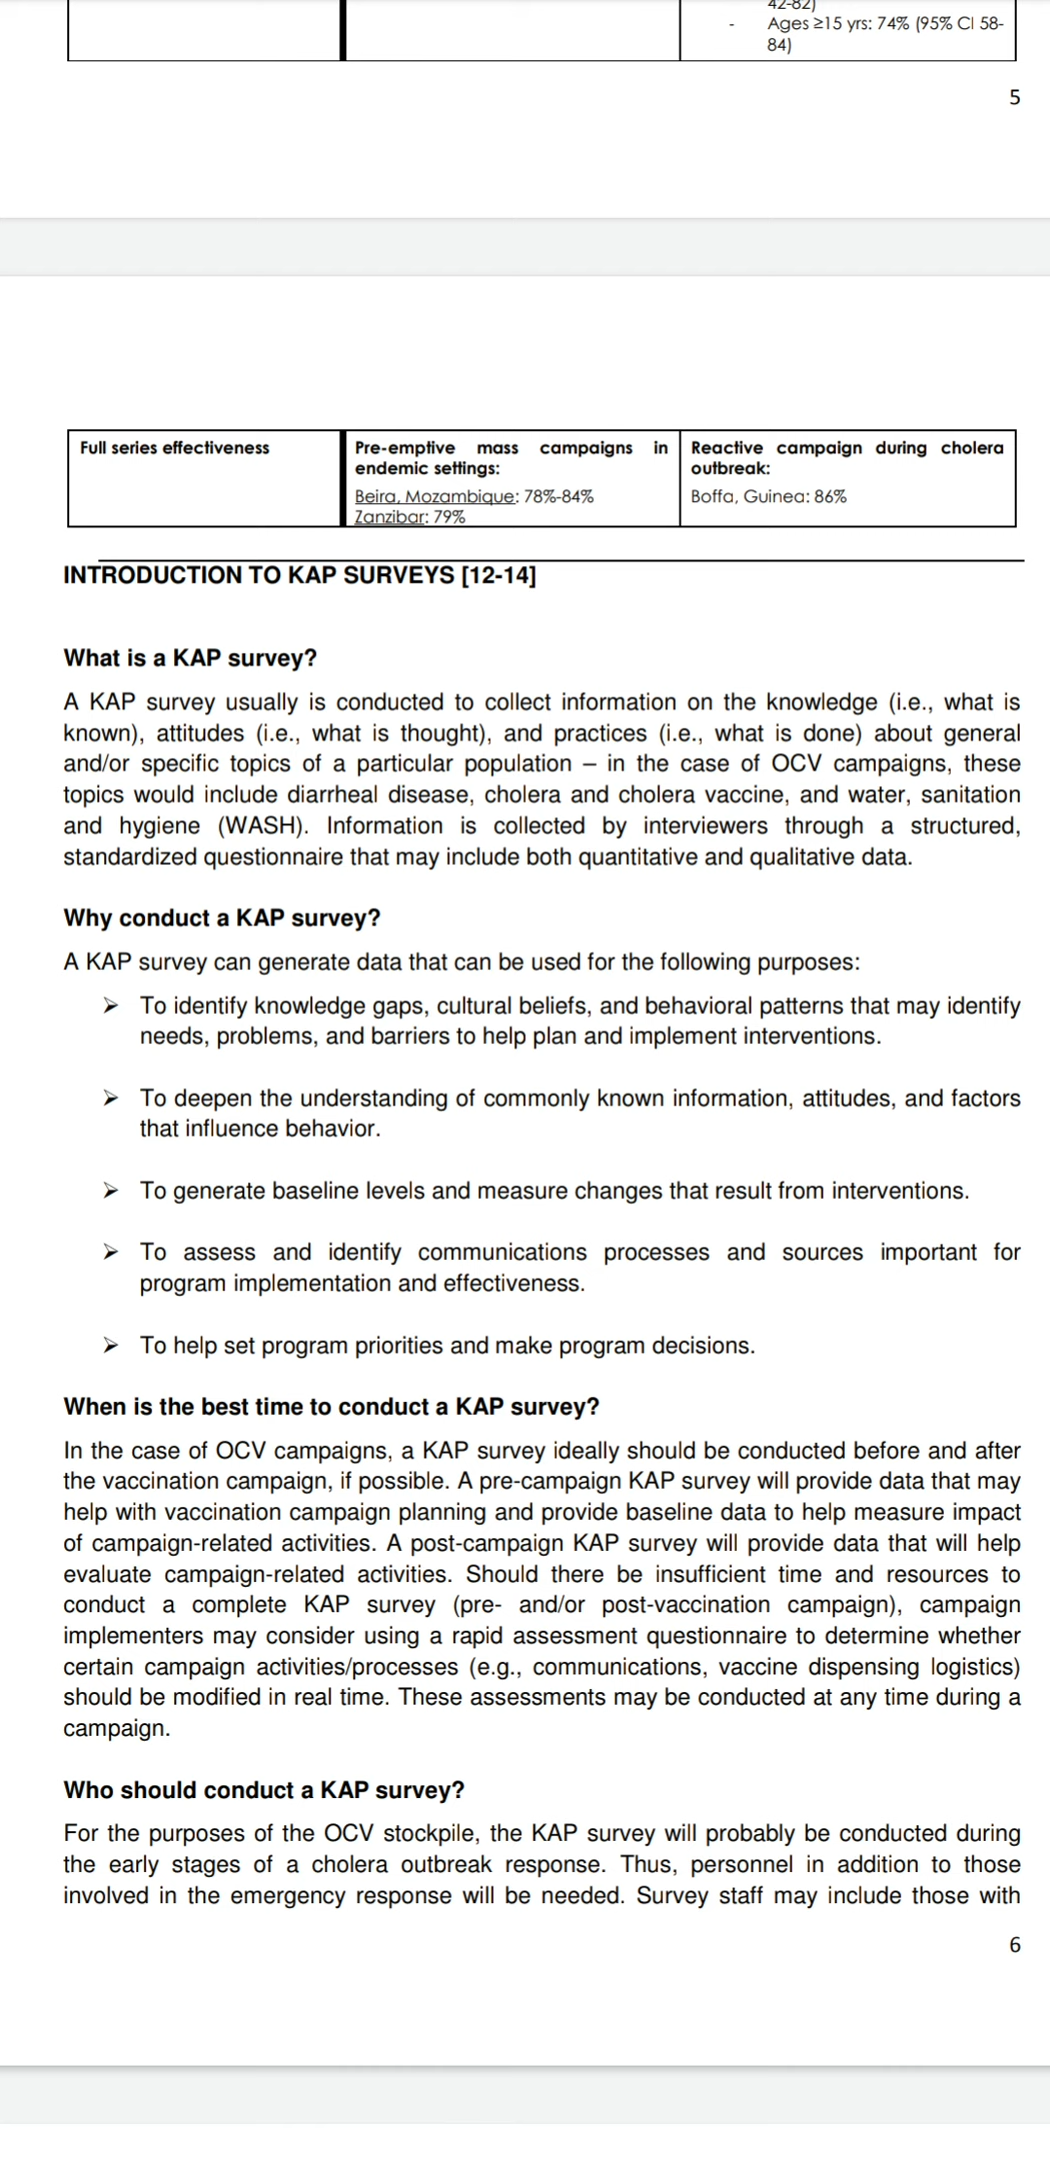 42-82)
- Ages ≥15 yrs: 74% (95% CI 58-
84)
5
Full series effectiveness
Pre-emptive mass campaigns in
endemic settings:
Beira, Mozambique: 78%-84%
Zanzibar: 79%
Reactive campaign during cholera
outbreak:
Boffa, Guinea: 86%
INTRODUCTION TO KAP SURVEYS [12-14]
What is a KAP survey?
A KAP survey usually is conducted to collect information on the knowledge (i.e., what is
known), attitudes (i.e., what is thought), and practices (i.e., what is done) about general
and/or specific topics of a particular population – in the case of OCV campaigns, these
topics would include diarrheal disease, cholera and cholera vaccine, and water, sanitation
and hygiene (WASH). Information is collected by interviewers through a structured,
standardized questionnaire that may include both quantitative and qualitative data.
Why conduct a KAP survey?
A KAP survey can generate data that can be used for the following purposes:
➢ To identify knowledge gaps, cultural beliefs, and behavioral patterns that may identify
needs, problems, and barriers to help plan and implement interventions.
➢ To deepen the understanding of commonly known information, attitudes, and factors
that influence behavior.
➢ To generate baseline levels and measure changes that result from interventions.
➢ To assess and identify communications processes and sources important for
program implementation and effectiveness.
➢ To help set program priorities and make program decisions.
When is the best time to conduct a KAP survey?
In the case of OCV campaigns, a KAP survey ideally should be conducted before and after
the vaccination campaign, if possible. A pre-campaign KAP survey will provide data that may
help with vaccination campaign planning and provide baseline data to help measure impact
of campaign-related activities. A post-campaign KAP survey will provide data that will help
evaluate campaign-related activities. Should there be insufficient time and resources to
conduct a complete KAP survey (pre- and/or post-vaccination campaign), campaign
implementers may consider using a rapid assessment questionnaire to determine whether
certain campaign activities/processes (e.g., communications, vaccine dispensing logistics)
should be modified in real time. These assessments may be conducted at any time during a
campaign.
Who should conduct a KAP survey?
For the purposes of the OCV stockpile, the KAP survey will probably be conducted during
the early stages of a cholera outbreak response. Thus, personnel in addition to those
involved in the emergency response will be needed. Survey staff may include those with
6